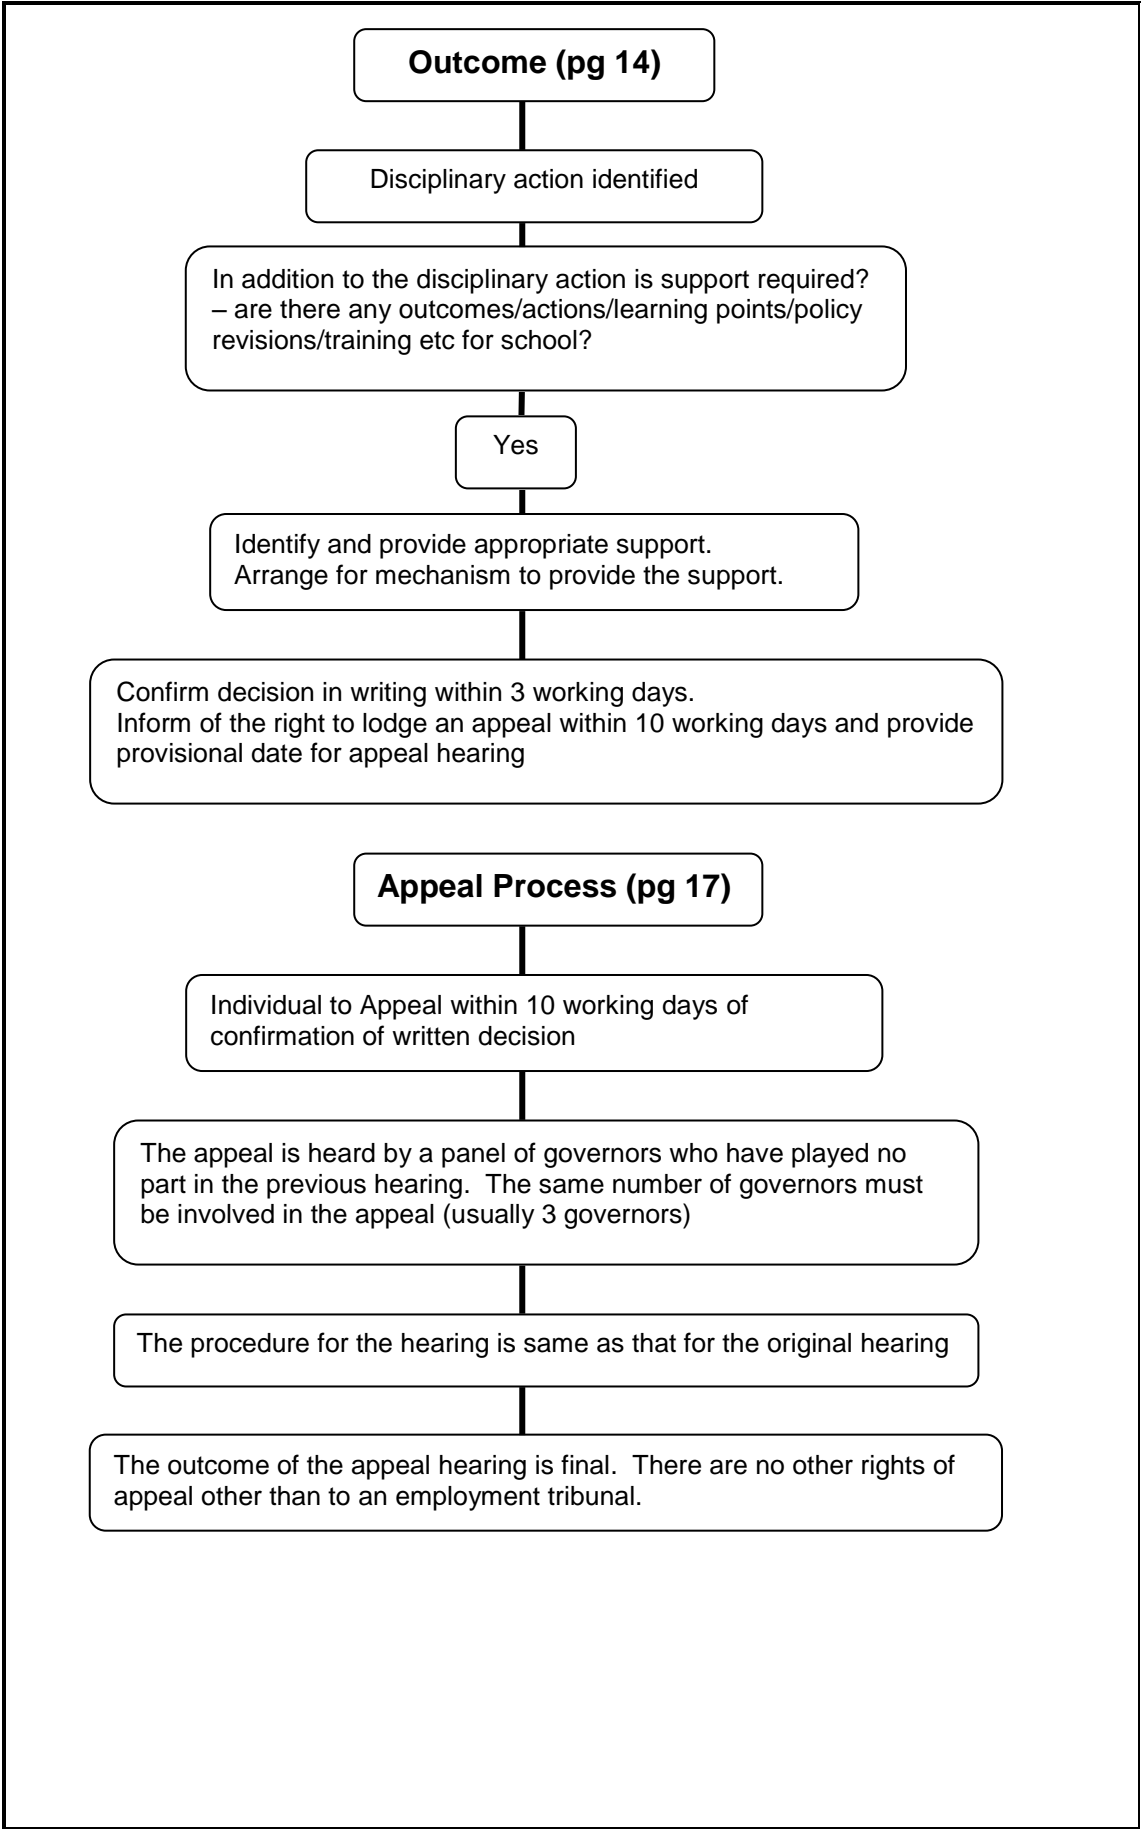 Outcome (pg 14)
Disciplinary action identified
In addition to the disciplinary action is support required?
– are there any outcomes/actions/learning points/policy
revisions/training etc for school?
Yes
Identify and provide appropriate support.
Arrange for mechanism to provide the support.
Confirm decision in writing within 3 working days.
Inform of the right to lodge an appeal within 10 working days and provide
provisional date for appeal hearing
Appeal Process (pg 17)
Individual to Appeal within 10 working days of
confirmation of written decision
The appeal is heard by a panel of governors who have played no
part in the previous hearing.  The same number of governors must
be involved in the appeal (usually 3 governors)
The procedure for the hearing is same as that for the original hearing
The outcome of the appeal hearing is final.  There are no other rights of
appeal other than to an employment tribunal.